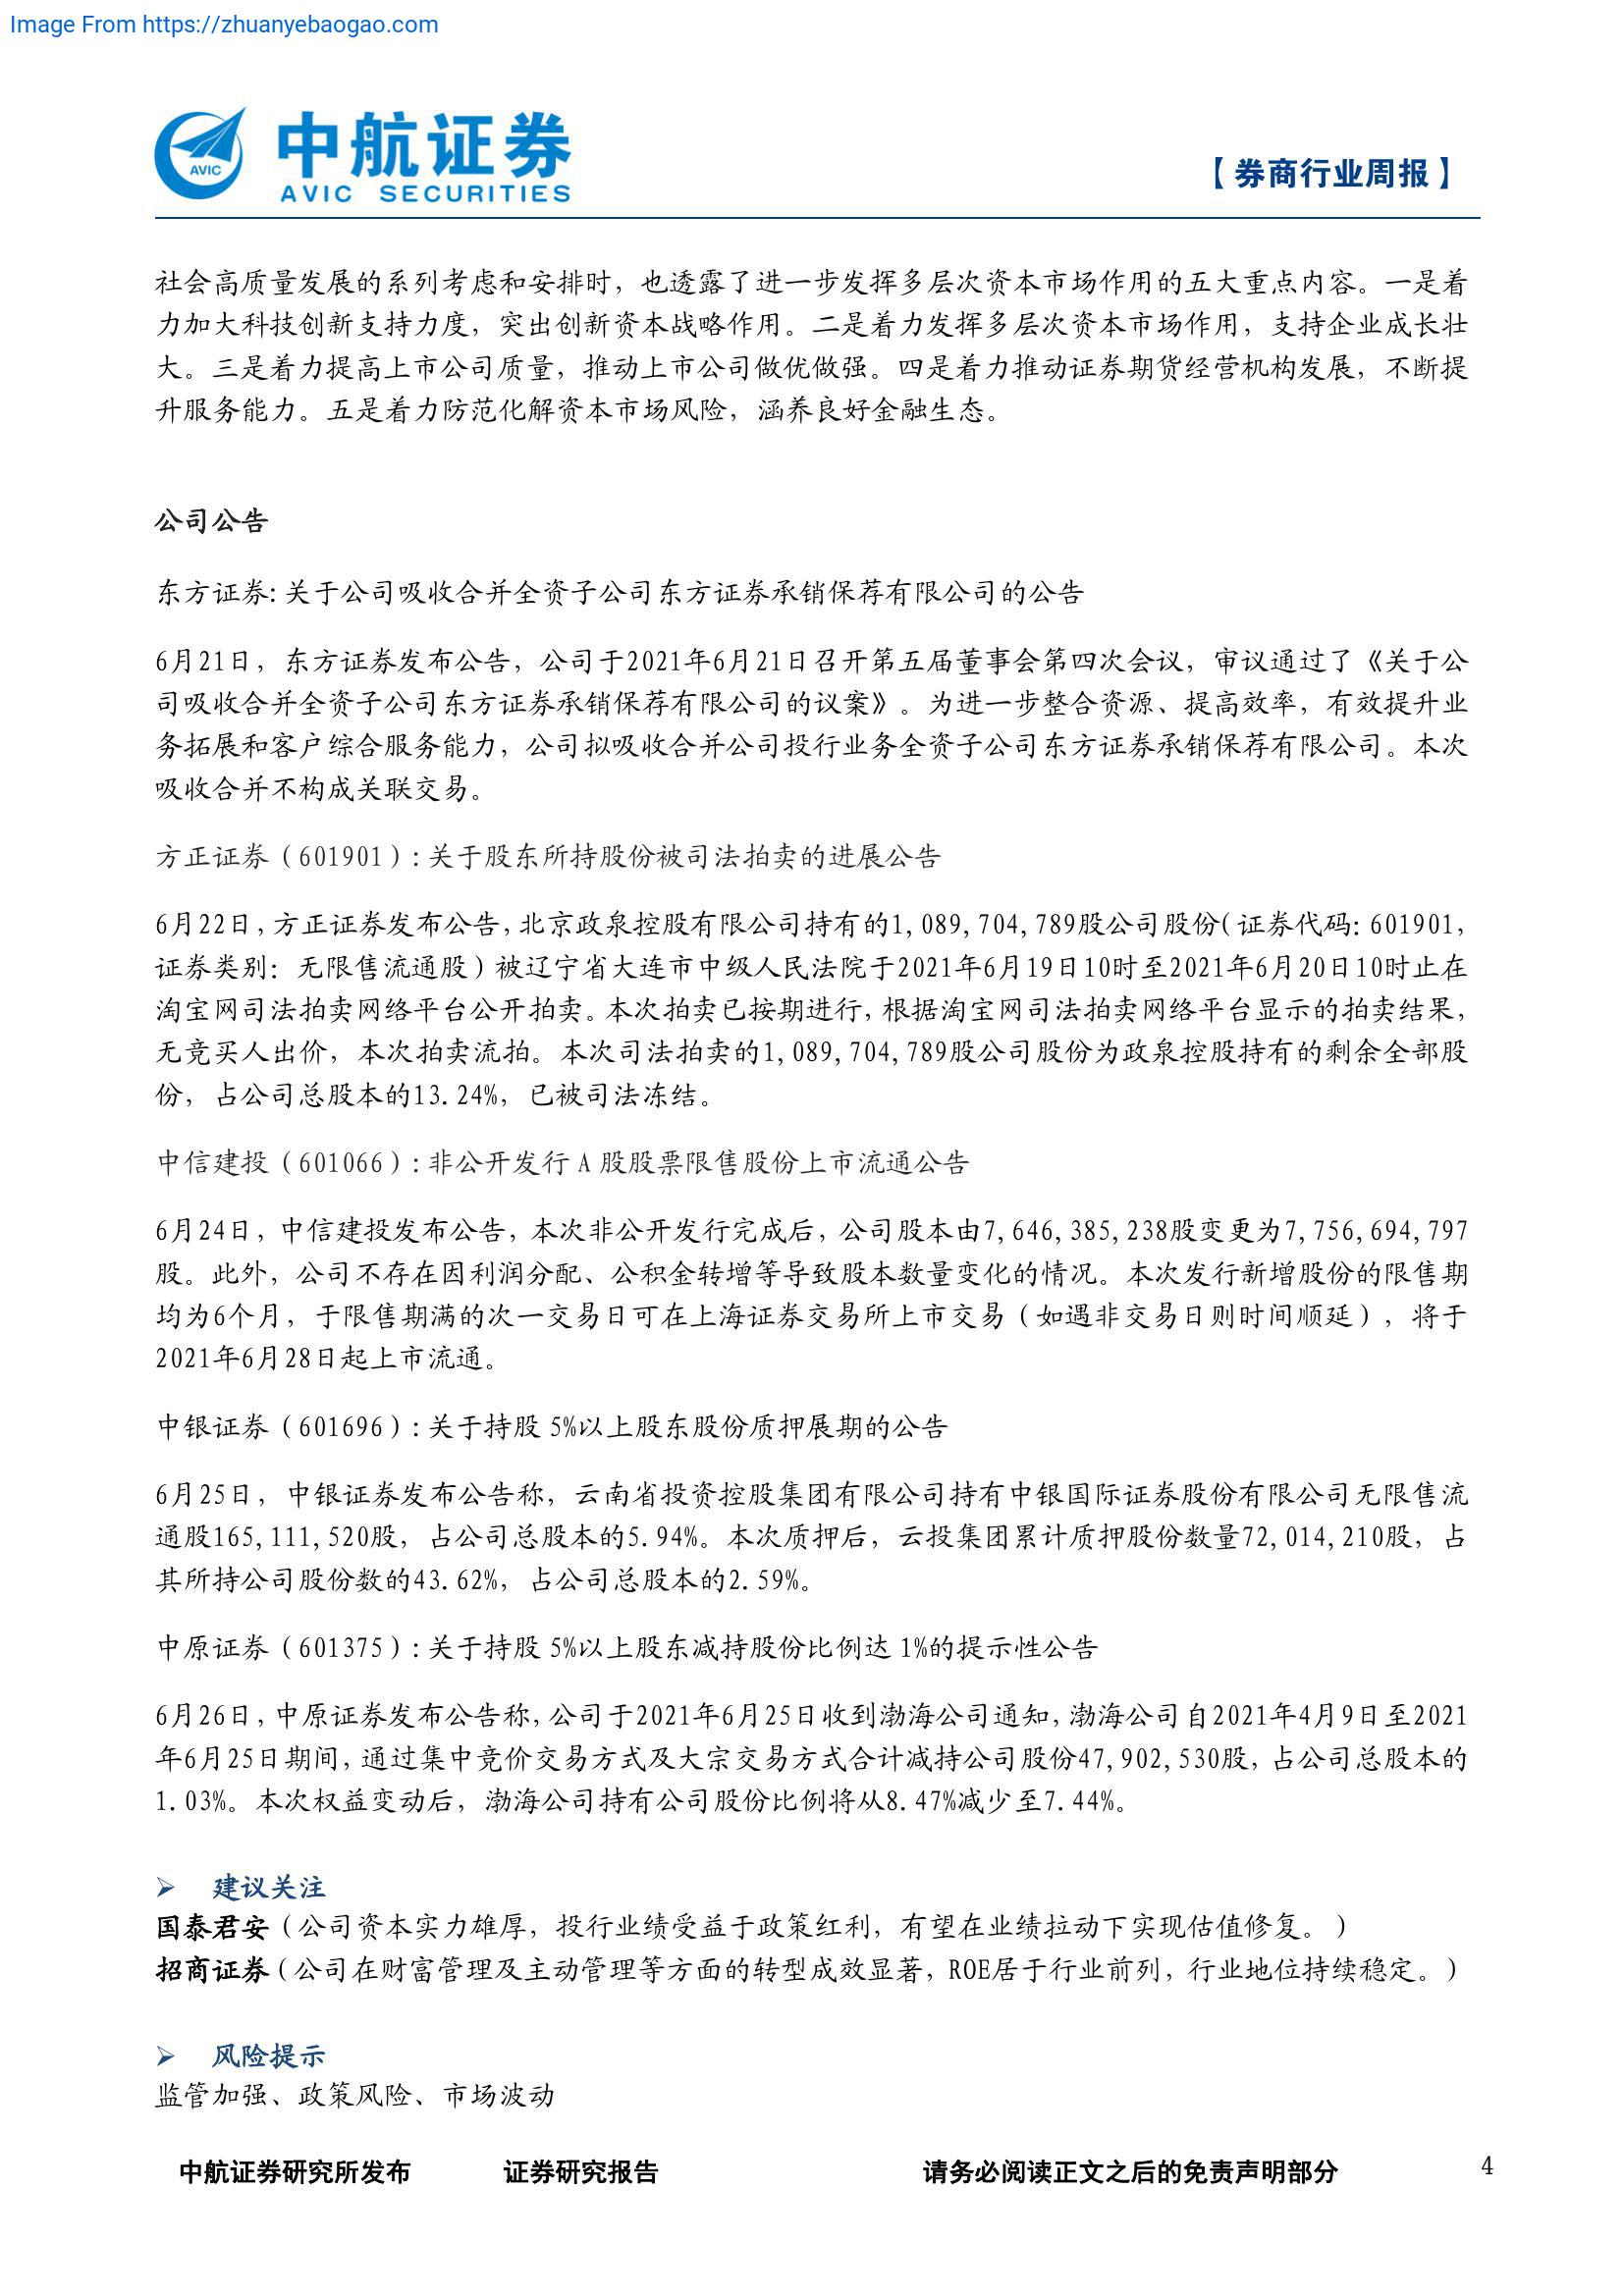 Image From https://zhuanyebaogao.com
AVIC
中航证券
AVIC SECURITIES
【券商行业周报】
社会高质量发展的系列考虑和安排时，也透露了进一步发挥多层次资本市场作用的五大重点内容。一是着
力加大科技创新支持力度，突出创新资本战略作用。二是着力发挥多层次资本市场作用，支持企业成长壮
大。三是着力提高上市公司质量，推动上市公司做优做强。四是着力推动证券期货经营机构发展，不断提
升服务能力。五是着力防范化解资本市场风险，涵养良好金融生态。
公司公告
东方证券:关于公司吸收合并全资子公司东方证券承销保荐有限公司的公告
6月21日，东方证券发布公告，公司于2021年6月21日召开第五届董事会第四次会议，审议通过了《关于公
司吸收合并全资子公司东方证券承销保荐有限公司的议案》。为进一步整合资源、提高效率，有效提升业
务拓展和客户综合服务能力，公司拟吸收合并公司投行业务全资子公司东方证券承销保荐有限公司。本次
吸收合并不构成关联交易。
方正证券（601901）:关于股东所持股份被司法拍卖的进展公告
6月22日，方正证券发布公告，北京政泉控股有限公司持有的1,089,704,789股公司股份（证券代码：601901，
证券类别：无限售流通股）被辽宁省大连市中级人民法院于2021年6月19日10时至2021年6月20日10时止在
淘宝网司法拍卖网络平台公开拍卖。本次拍卖已按期进行，根据淘宝网司法拍卖网络平台显示的拍卖结果，
无竞买人出价，本次拍卖流拍。本次司法拍卖的1,089,704,789股公司股份为政泉控股持有的剩余全部股
份，占公司总股本的13.24%，已被司法冻结。
中信建投（601066）:非公开发行 A 股股票限售股份上市流通公告
6月24日，中信建投发布公告，本次非公开发行完成后，公司股本由7,646,385,238股变更为7,756,694,797
股。此外，公司不存在因利润分配、公积金转增等导致股本数量变化的情况。本次发行新增股份的限售期
均为6个月，于限售期满的次一交易日可在上海证券交易所上市交易（如遇非交易日则时间顺延），将于
2021年6月28日起上市流通。
中银证券（601696）:关于持股 5%以上股东股份质押展期的公告
6月25日，中银证券发布公告称，云南省投资控股集团有限公司持有中银国际证券股份有限公司无限售流
通股165,111,520股，占公司总股本的5.94%。本次质押后，云投集团累计质押股份数量72,014,210股，占
其所持公司股份数的43.62%，占公司总股本的2.59%。
中原证券（601375）:关于持股 5%以上股东减持股份比例达 1%的提示性公告
6月26日，中原证券发布公告称，公司于2021年6月25日收到渤海公司通知，渤海公司自2021年4月9日至2021
年6月25日期间，通过集中竞价交易方式及大宗交易方式合计减持公司股份47,902,530股，占公司总股本的
1.03%。本次权益变动后，渤海公司持有公司股份比例将从8.47%减少至7.44%。
建议关注
国泰君安（公司资本实力雄厚，投行业绩受益于政策红利，有望在业绩拉动下实现估值修复。）
招商证券（公司在财富管理及主动管理等方面的转型成效显著，ROE居于行业前列，行业地位持续稳定。）
风险提示
监管加强、政策风险、市场波动
中航证券研究所发布 证券研究报告 请务必阅读正文之后的免责声明部分 4